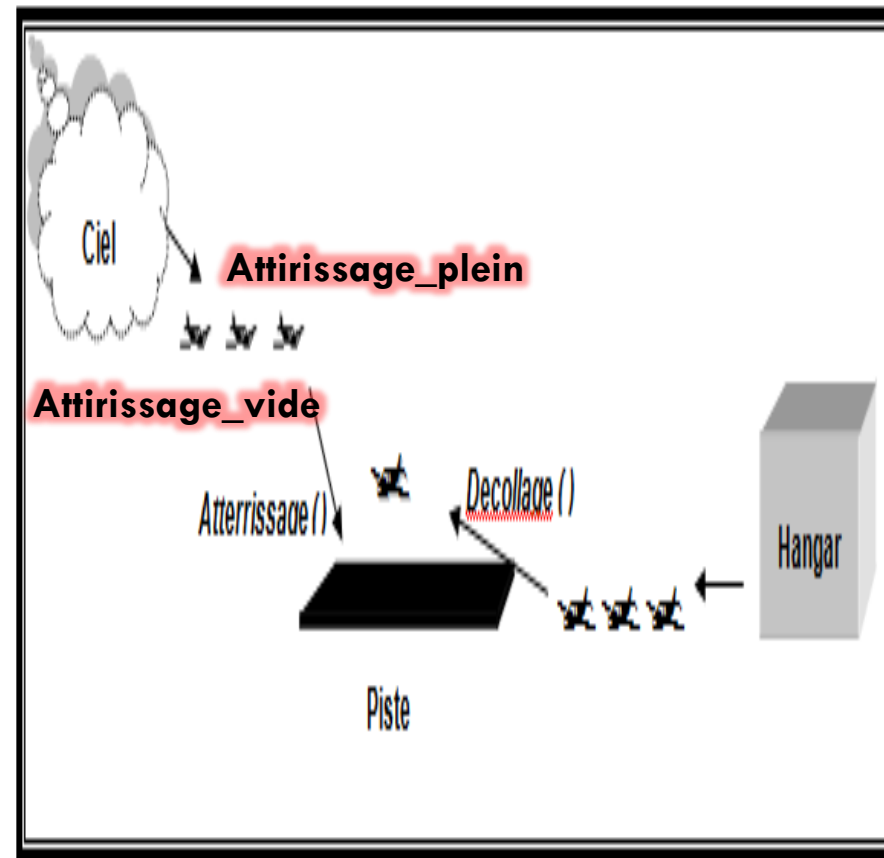 Ciel
Attirissage_plein
Attirissage_vide
Atterrissage ( )
Decollage ( )
Hangar
Piste